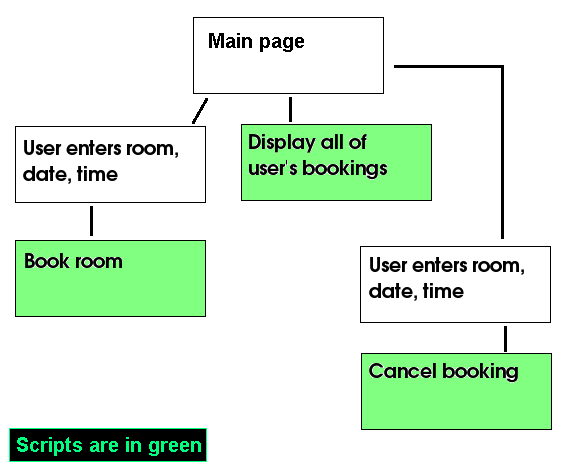 Main page
User enters room,
date, time
Display all of
user's bookings
Book room
User enters room,
date, time
Cancel booking
Scripts are in green